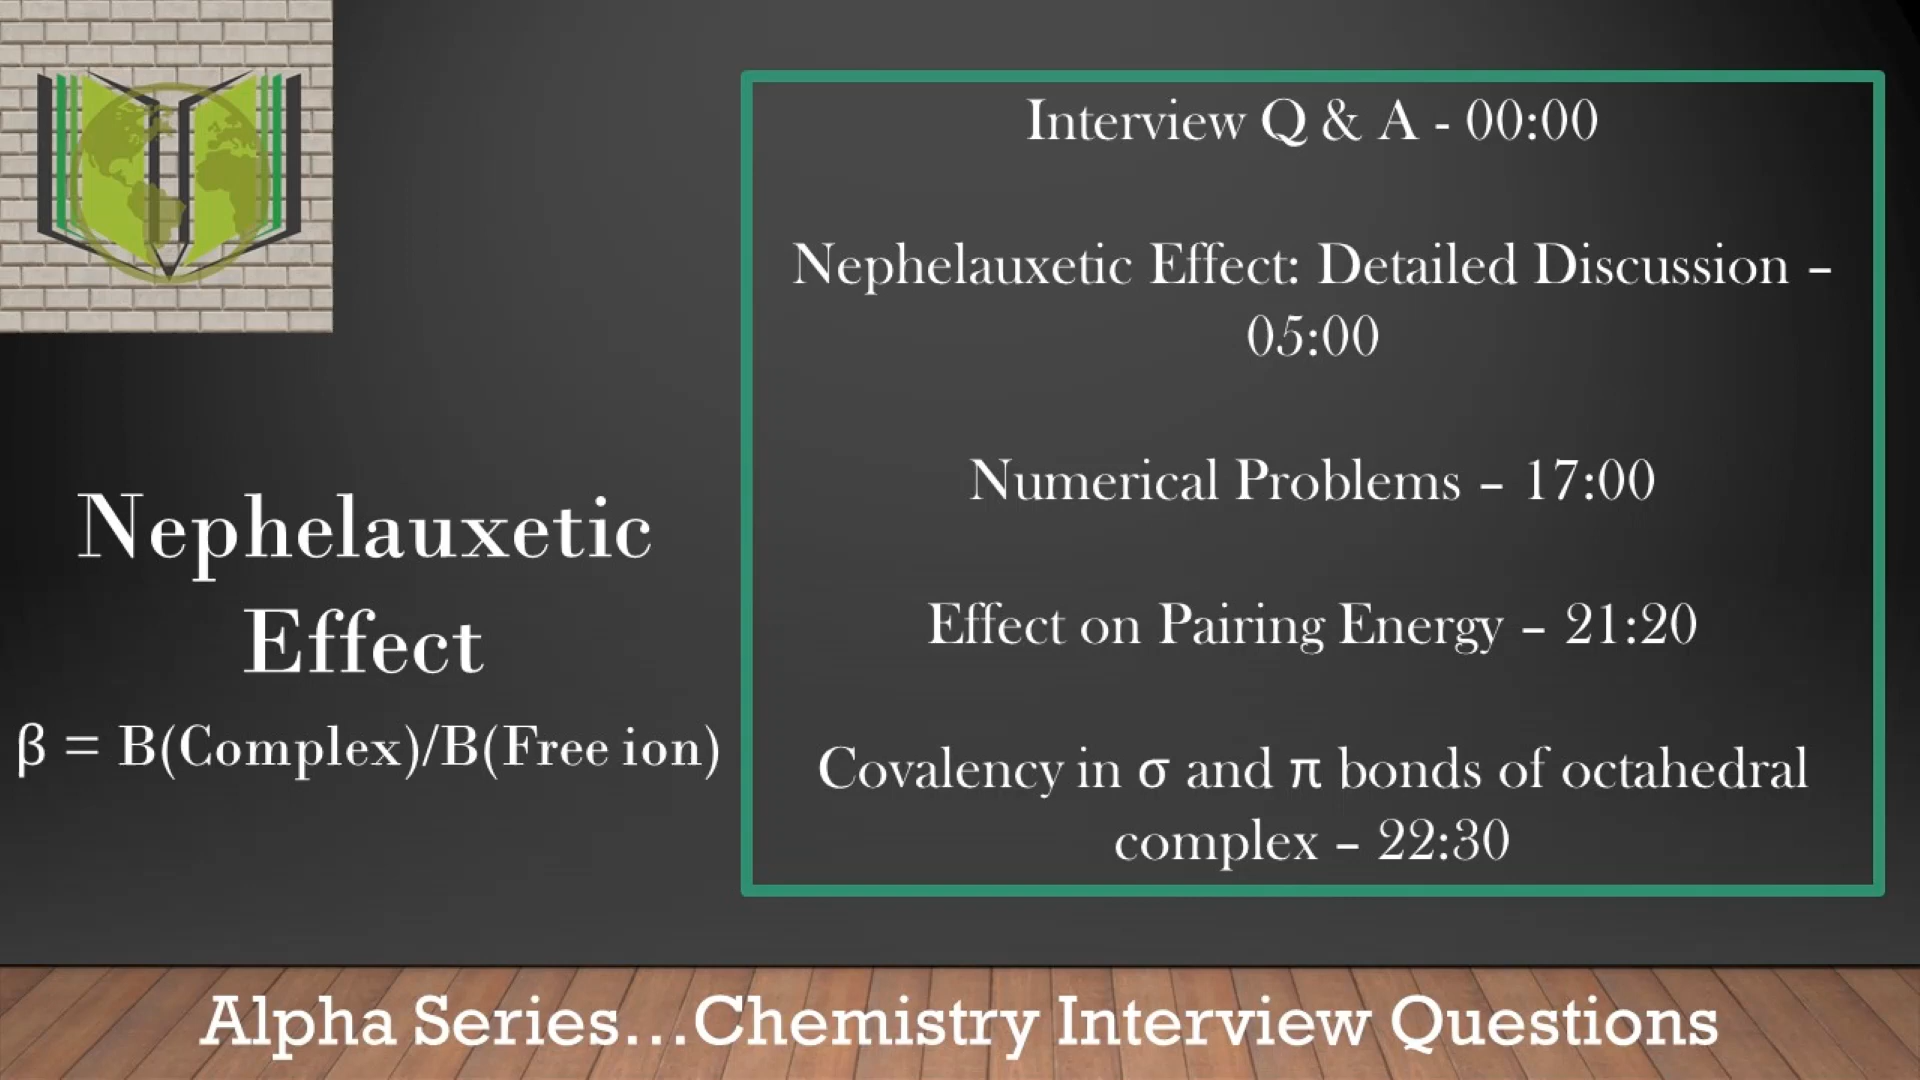 Interview Q & A - 00:00
Nephelauxetic Effect: Detailed Discussion –
05:00
Numerical Problems – 17:00
Effect on Pairing Energy – 21:20
Covalency in σ and π bonds of octahedral
complex – 22:30
Nephelauxetic
Effect
β = B(Complex)/B(Free ion)
Alpha Series...Chemistry Interview Questions